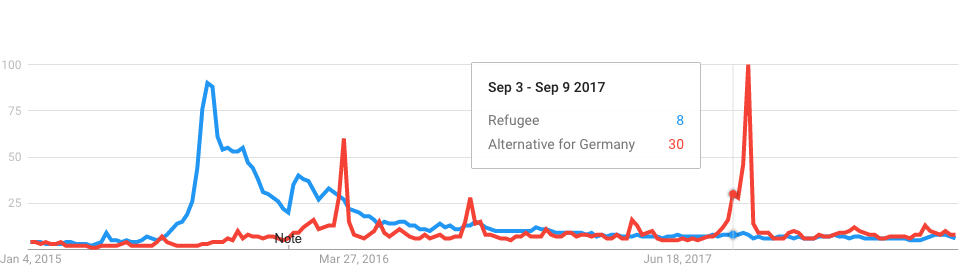 100
75
50
25
Sep 3 - Sep 9 2017
Refugee 8
Alternative for Germany 30
Note
Jan 4, 2015 Mar 27, 2016 Jun 18, 2017